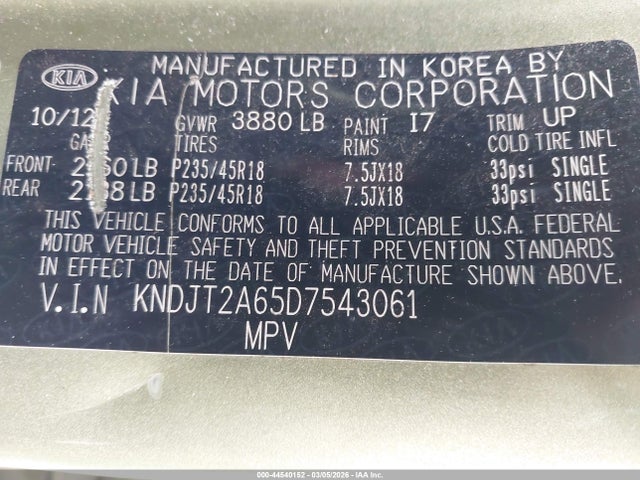 KIA
MANUFACTURED IN KOREA BY
KIA MOTORS CORPORATION
10/12 GVWR 3880 LB PAINT I7 TRIM UP
TIRES RIMS COLD TIRE INFL
FRONT LB P235/45R18 7.5JX18 33psi SINGLE
REAR LB P235/45R18 7.5JX18 33psi SINGLE
THIS VEHICLE CONFORMS TO ALL APPLICABLE U.S.A. FEDERAL
MOTOR VEHICLE SAFETY AND THEFT PREVENTION STANDARDS
IN EFFECT ON THE DATE OF MANUFACTURE SHOWN ABOVE.
V.I.N KNDJT2A65D7543061
MPV
000-44540152 - 03/05/2026 - IAA, Inc.